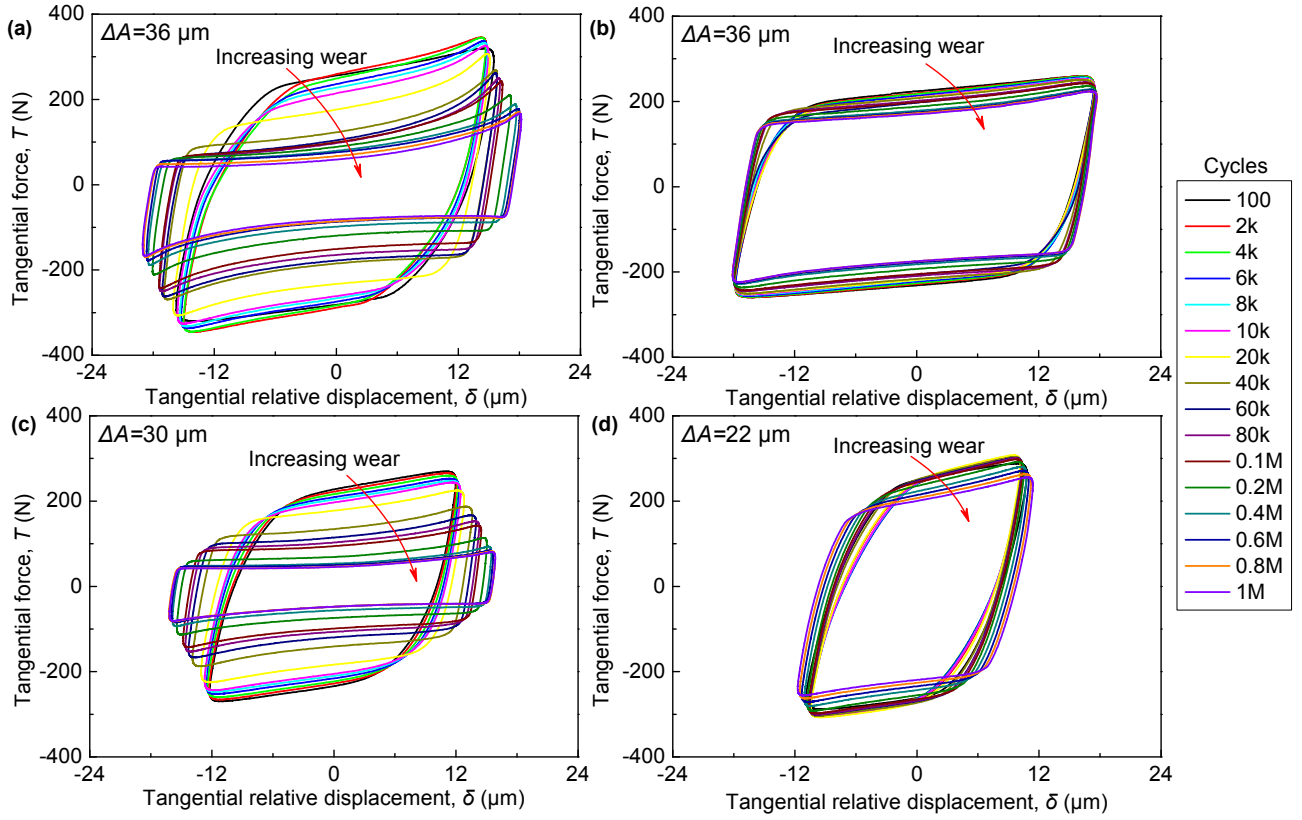 (a)
ΔA=36 µm
Increasing wear
400
200
0
-200
-400
Tangential force, T (N)
-24
-12
0
12
24
Tangential relative displacement, δ (µm)
(b)
ΔA=36 µm
Increasing wear
400
200
0
-200
-400
Tangential force, T (N)
-24
-12
0
12
24
Tangential relative displacement, δ (µm)
Cycles
100
2k
4k
6k
8k
10k
20k
40k
60k
80k
0.1M
0.2M
0.4M
0.6M
0.8M
1M
(c)
ΔA=30 µm
Increasing wear
400
200
0
-200
-400
Tangential force, T (N)
-24
-12
0
12
24
Tangential relative displacement, δ (µm)
(d)
ΔA=22 µm
Increasing wear
400
200
0
-200
-400
Tangential force, T (N)
-24
-12
0
12
24
Tangential relative displacement, δ (µm)